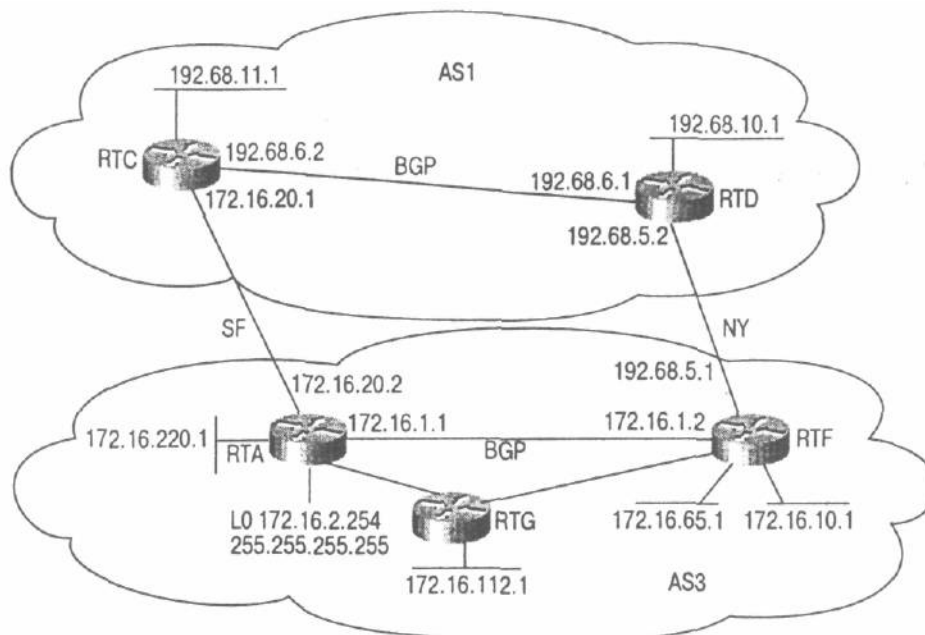 192.68.11.1
AS1
192.68.10.1
RTC
192.68.6.2
BGP
192.68.6.1
RTD
172.16.20.1
192.68.5.2
SF
NY
172.16.20.2
192.68.5.1
172.16.220.1
172.16.1.1
172.16.1.2
RTA
BGP
RTF
L0 172.16.2.254
255.255.255.255
RTG
172.16.65.1
172.16.10.1
172.16.112.1
AS3